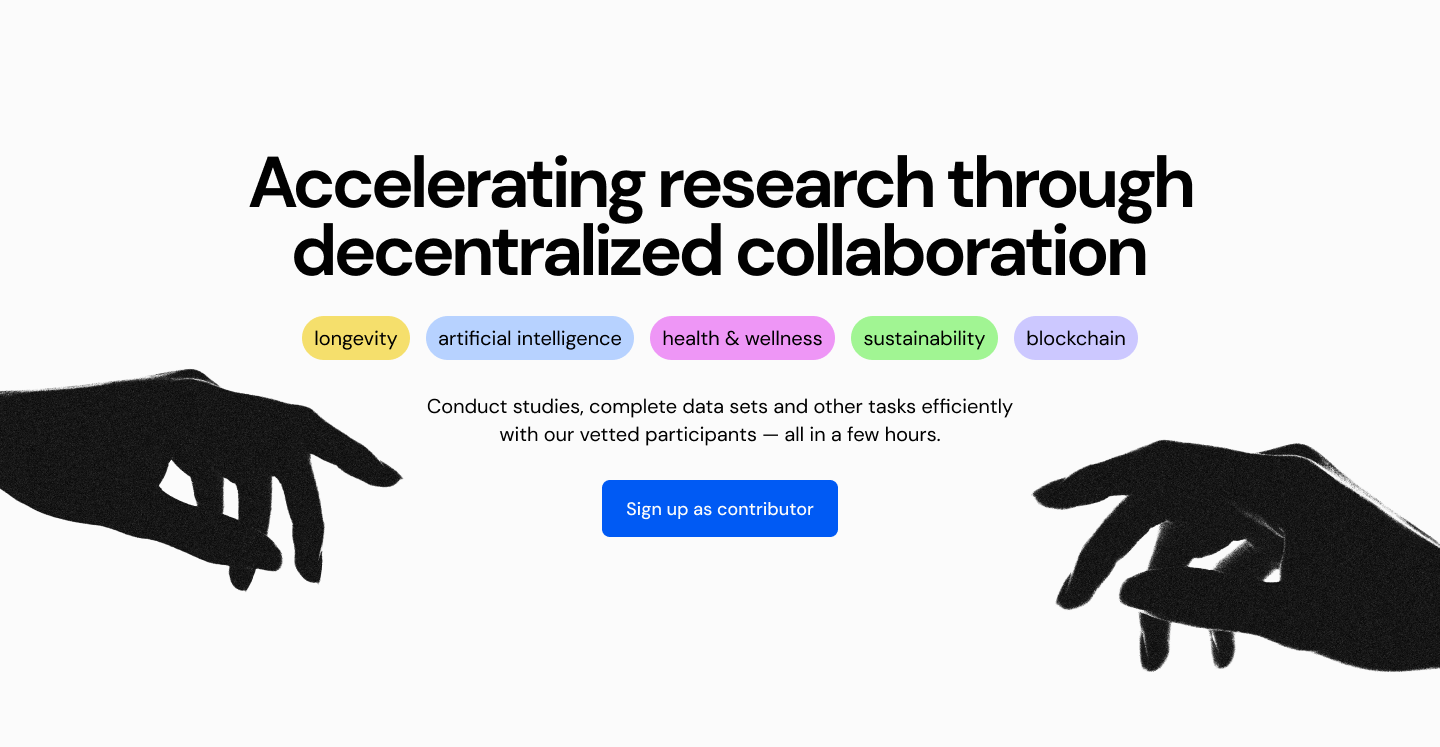 Accelerating research through
decentralized collaboration
longevity artificial intelligence health & wellness sustainability blockchain
Conduct studies, complete data sets and other tasks efficiently
with our vetted participants — all in a few hours.
Sign up as contributor